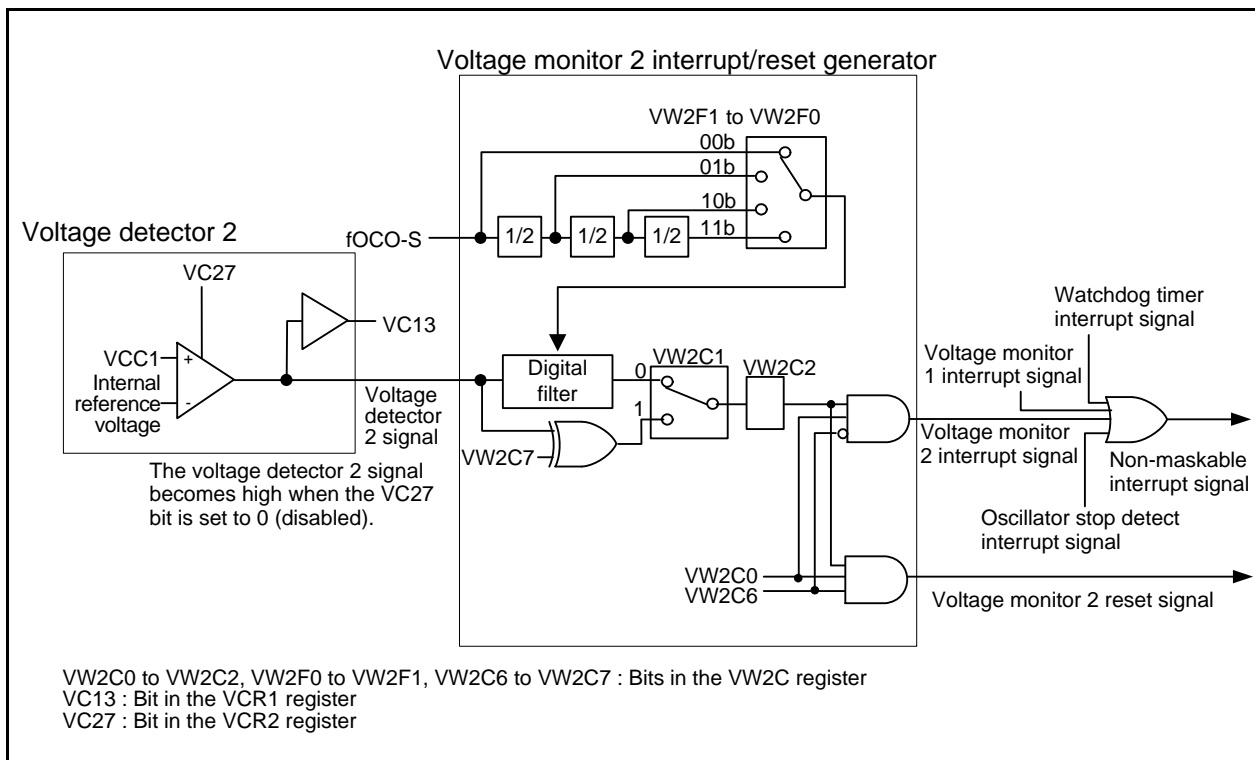 Voltage monitor 2 interrupt/reset generator
VW2F1 to VW2F0
00b
01b
10b
11b
Voltage detector 2
fOCO-S
1/2
1/2
1/2
VC27
VC13
VCC1
+
Internal
reference
voltage
-
Voltage
detector
2 signal
Digital
filter
0
VW2C1
1
VW2C2
VW2C7
The voltage detector 2 signal
becomes high when the VC27
bit is set to 0 (disabled).
Watchdog timer
interrupt signal
Voltage monitor
1 interrupt signal
Voltage monitor
2 interrupt signal
Non-maskable
interrupt signal
Oscillator stop detect
interrupt signal
VW2C0
VW2C6
Voltage monitor 2 reset signal
VW2C0 to VW2C2, VW2F0 to VW2F1, VW2C6 to VW2C7 : Bits in the VW2C register
VC13 : Bit in the VCR1 register
VC27 : Bit in the VCR2 register